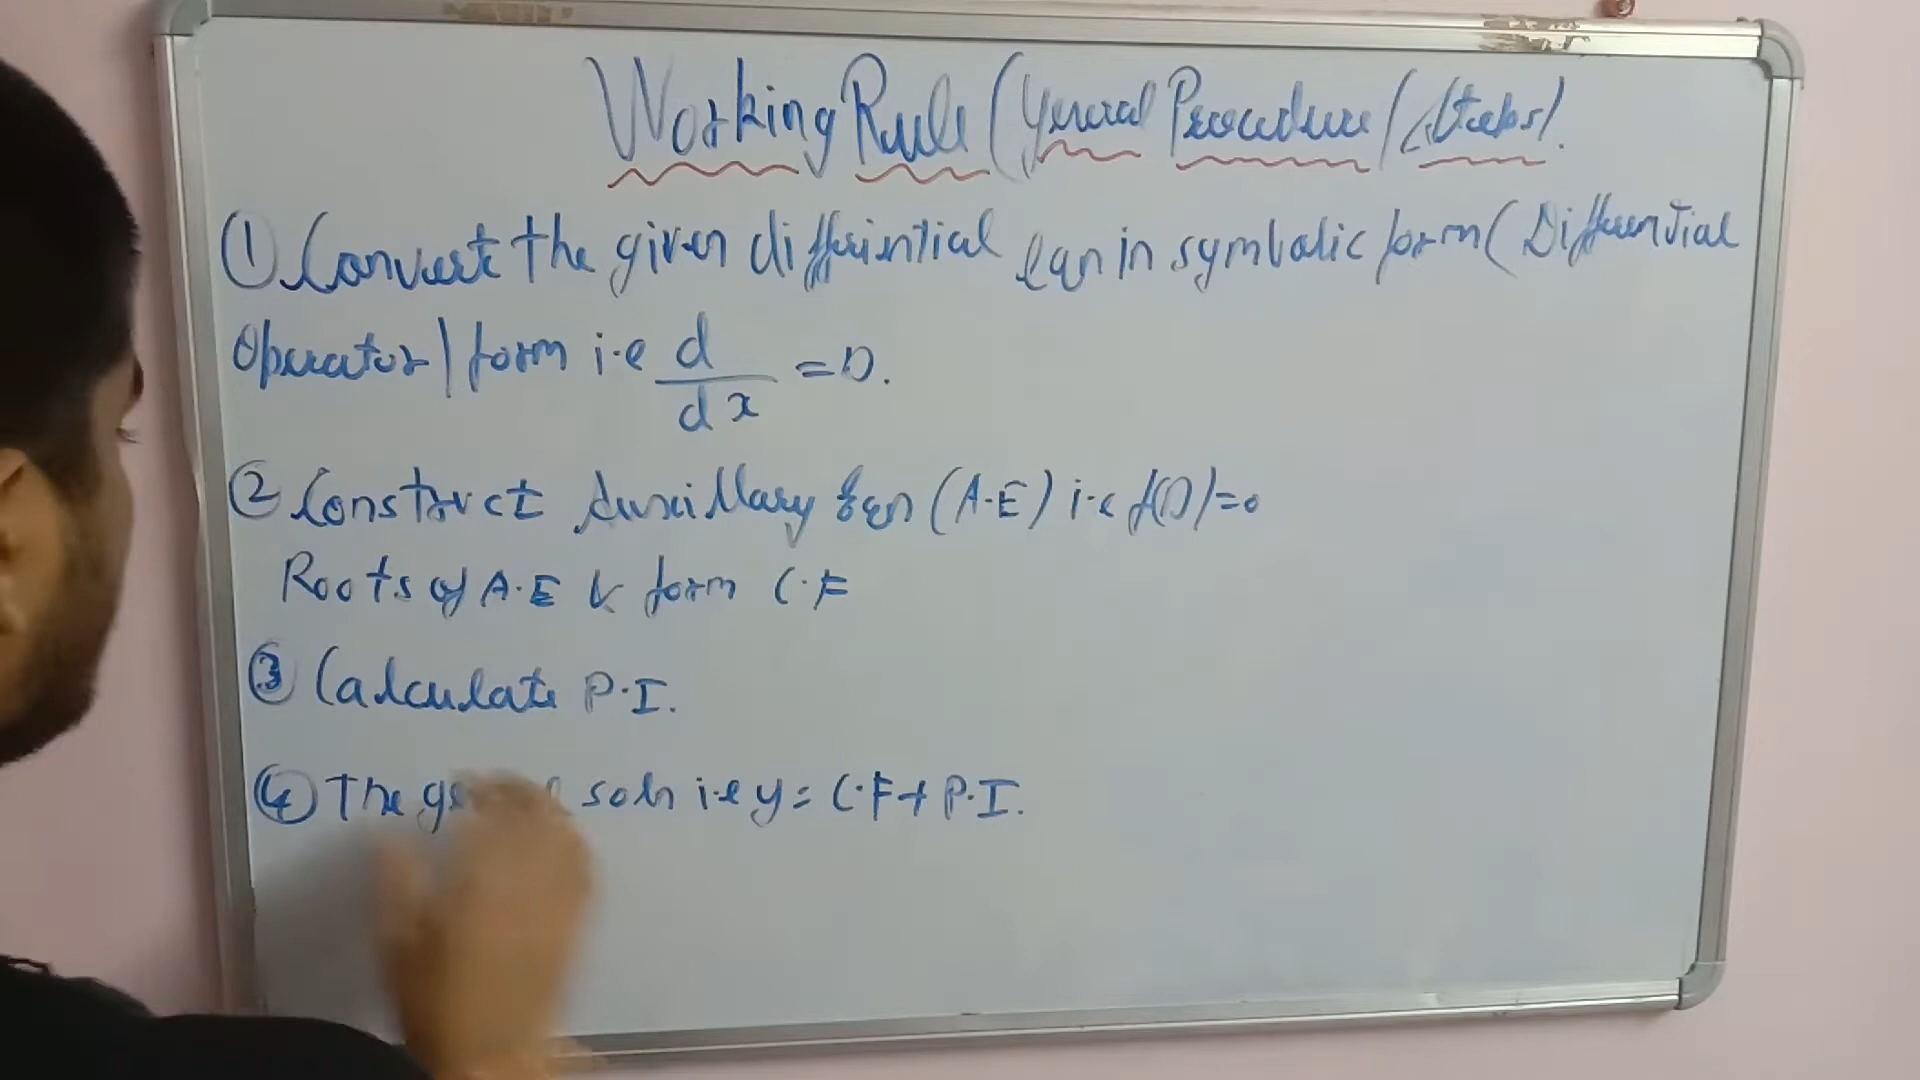 Working Rule (General Procedure/Steps).
① Convert the given differential eqn in symbolic form (Differential
Operator) form i.e d/dx = D.
② Construct Auxillary Eqn (A.E) i.e f(D)=0
Roots of A.E & form C.F
③ Calculate P.I.
④ The soln i.e y = C.F + P.I.